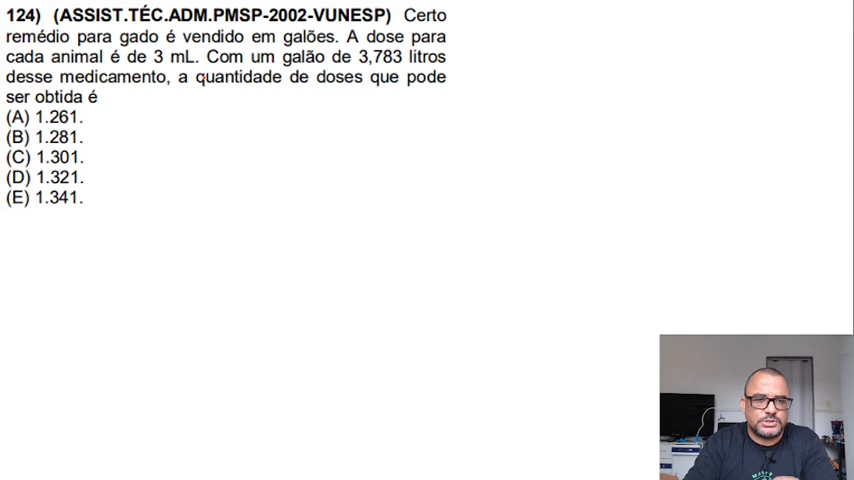 124) (ASSIST.TÉC.ADM.PMSP-2002-VUNESP) Certo
remédio para gado é vendido em galões. A dose para
cada animal é de 3 mL. Com um galão de 3,783 litros
desse medicamento, a quantidade de doses que pode
ser obtida é
(A) 1.261.
(B) 1.281.
(C) 1.301.
(D) 1.321.
(E) 1.341.